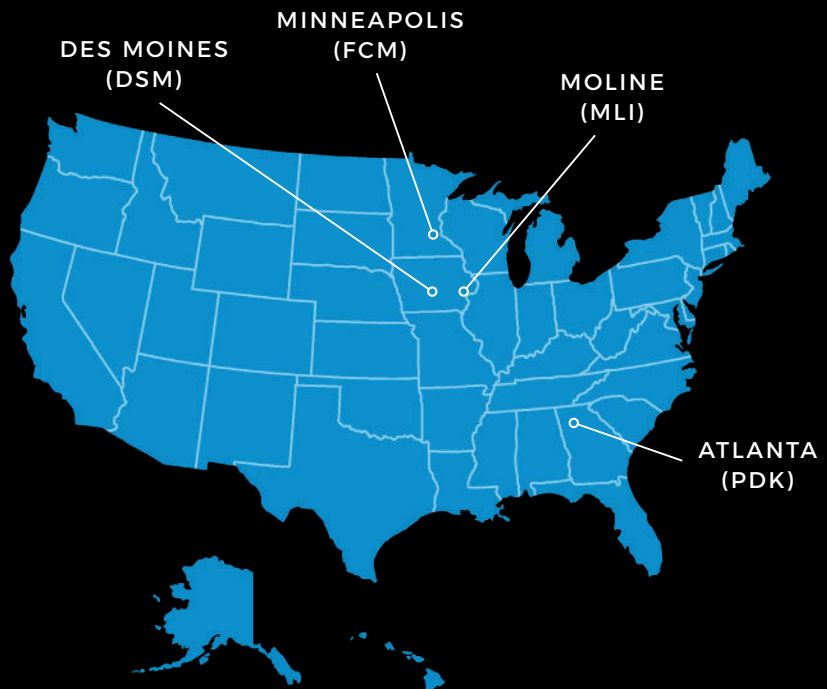 MINNEAPOLIS
(FCM)
DES MOINES
(DSM)
MOLINE
(MLI)
ATLANTA
(PDK)